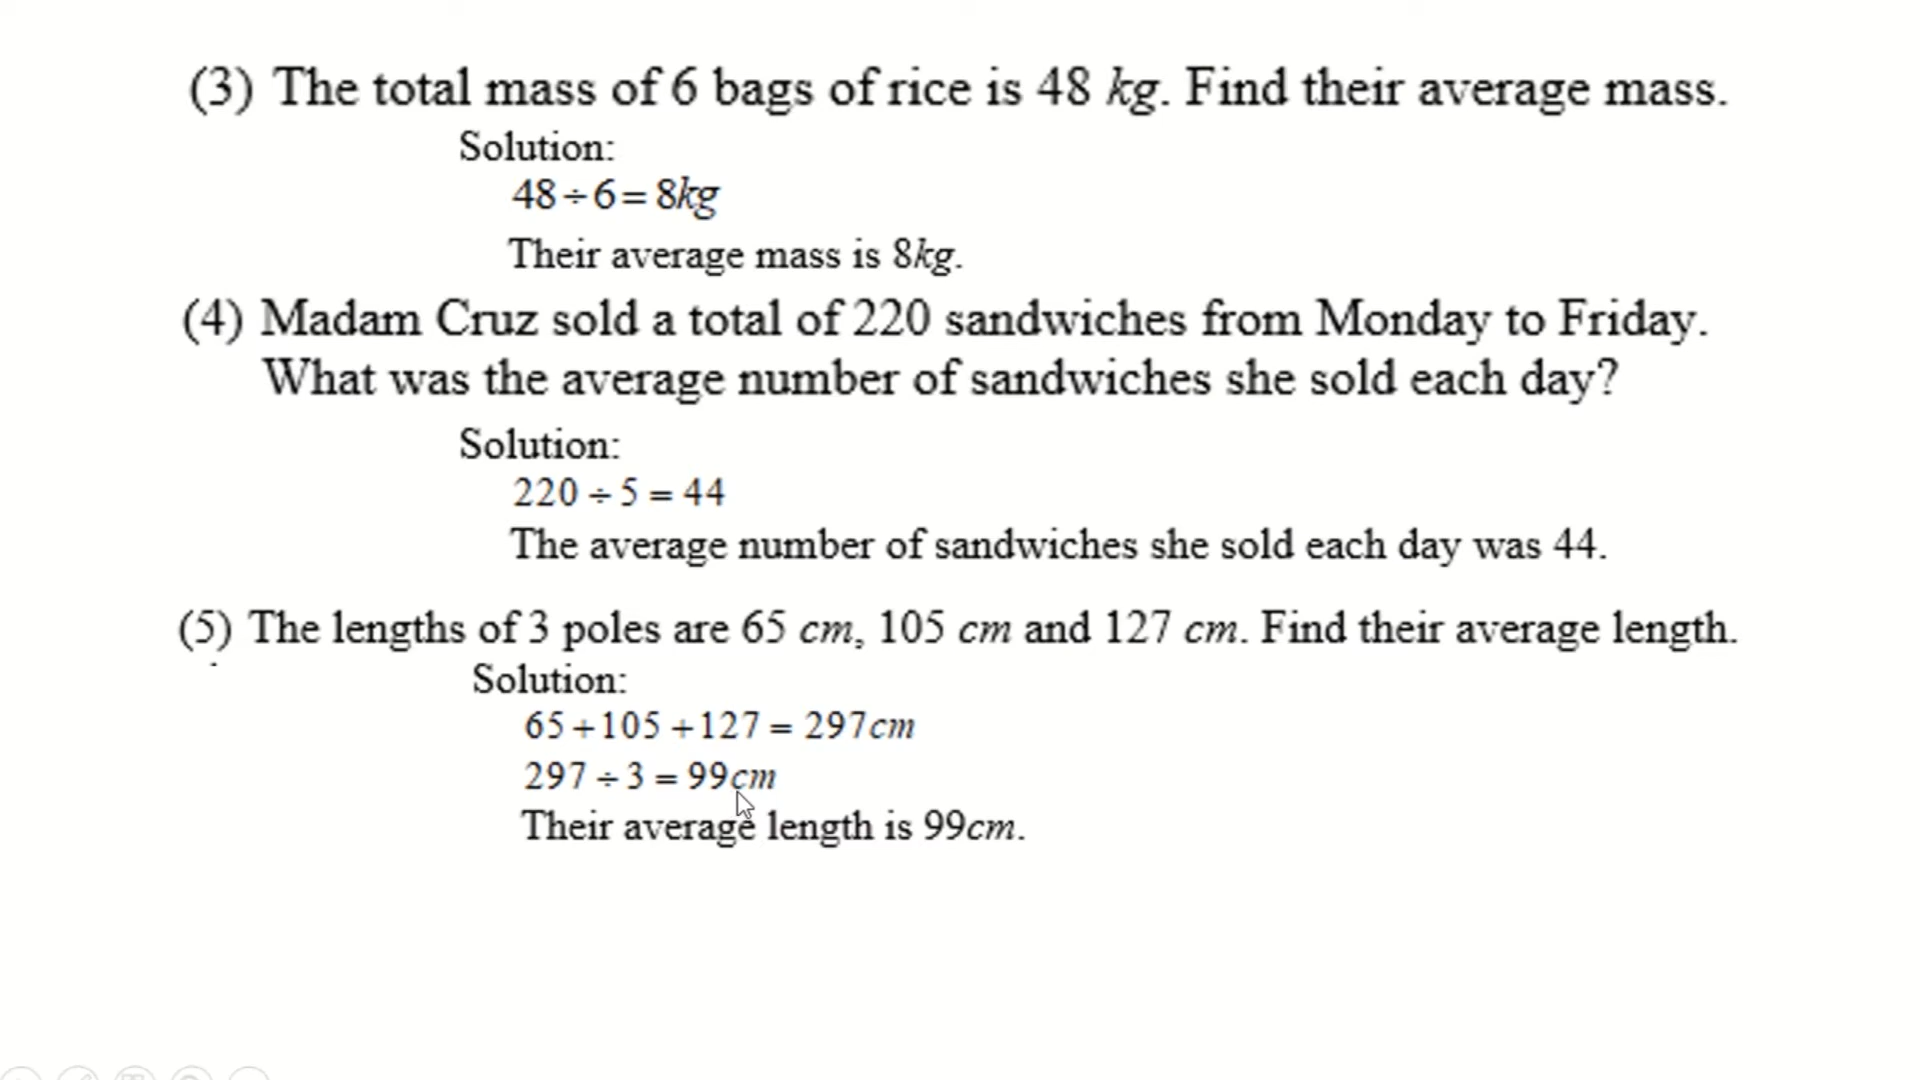 (3) The total mass of 6 bags of rice is 48 kg. Find their average mass.
Solution:
48 ÷ 6 = 8kg
Their average mass is 8kg.
(4) Madam Cruz sold a total of 220 sandwiches from Monday to Friday.
What was the average number of sandwiches she sold each day?
Solution:
220 ÷ 5 = 44
The average number of sandwiches she sold each day was 44.
(5) The lengths of 3 poles are 65 cm, 105 cm and 127 cm. Find their average length.
Solution:
65 + 105 + 127 = 297cm
297 ÷ 3 = 99cm
Their average length is 99cm.